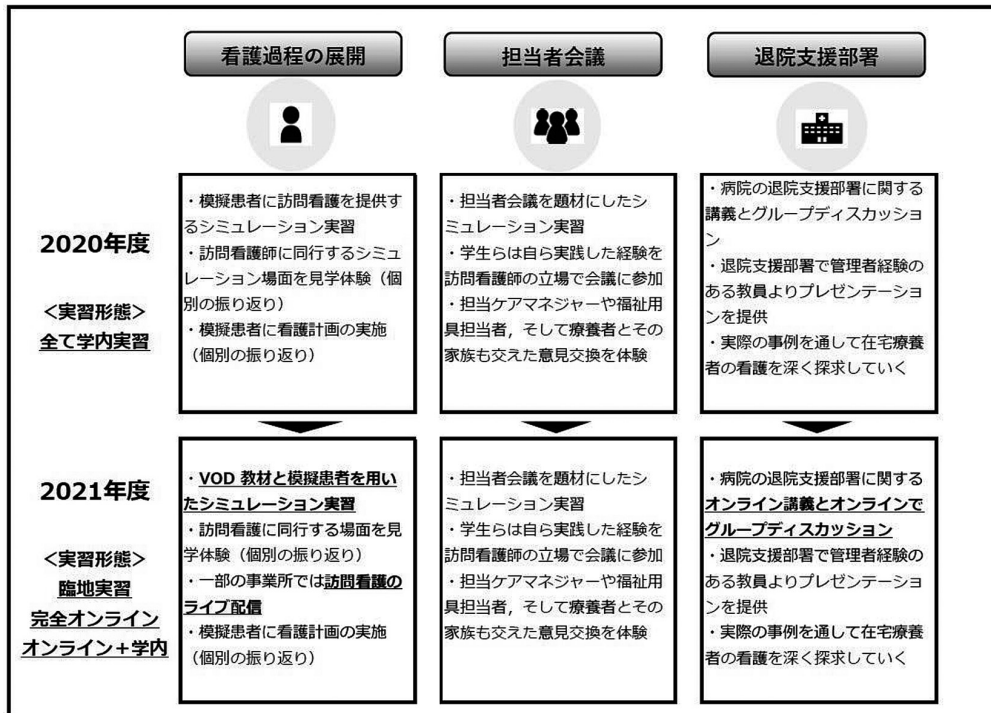 看護過程の展開
担当者会議
退院支援部署
2020年度
<実習形態>
全て学内実習
・模擬患者に訪問看護を提供す
るシミュレーション実習
・訪問看護師に同行するシミュ
レーション場面を見学体験（個
別の振り返り）
・模擬患者に看護計画の実施
（個別の振り返り）
・担当者会議を題材にしたシ
ミュレーション実習
・学生らは自ら実践した経験を
訪問看護師の立場で会議に参加
・担当ケアマネジャーや福祉用
具担当者，そして療養者とその
家族も交えた意見交換を体験
・病院の退院支援部署に関する
講義とグループディスカッショ
ン
・退院支援部署で管理者経験の
ある教員よりプレゼンテーショ
ンを提供
・実際の事例を通して在宅療養
者の看護を深く探求していく
2021年度
<実習形態>
臨地実習
完全オンライン
オンライン＋学内
・VOD 教材と模擬患者を用い
たシミュレーション実習
・訪問看護に同行する場面を見
学体験（個別の振り返り）
・一部の事業所では訪問看護の
ライブ配信
・模擬患者に看護計画の実施
（個別の振り返り）
・担当者会議を題材にしたシ
ミュレーション実習
・学生らは自ら実践した経験を
訪問看護師の立場で会議に参加
・担当ケアマネジャーや福祉用
具担当者，そして療養者とその
家族も交えた意見交換を体験
・病院の退院支援部署に関する
オンライン講義とオンラインで
グループディスカッション
・退院支援部署で管理者経験の
ある教員よりプレゼンテーショ
ンを提供
・実際の事例を通して在宅療養
者の看護を深く探求していく